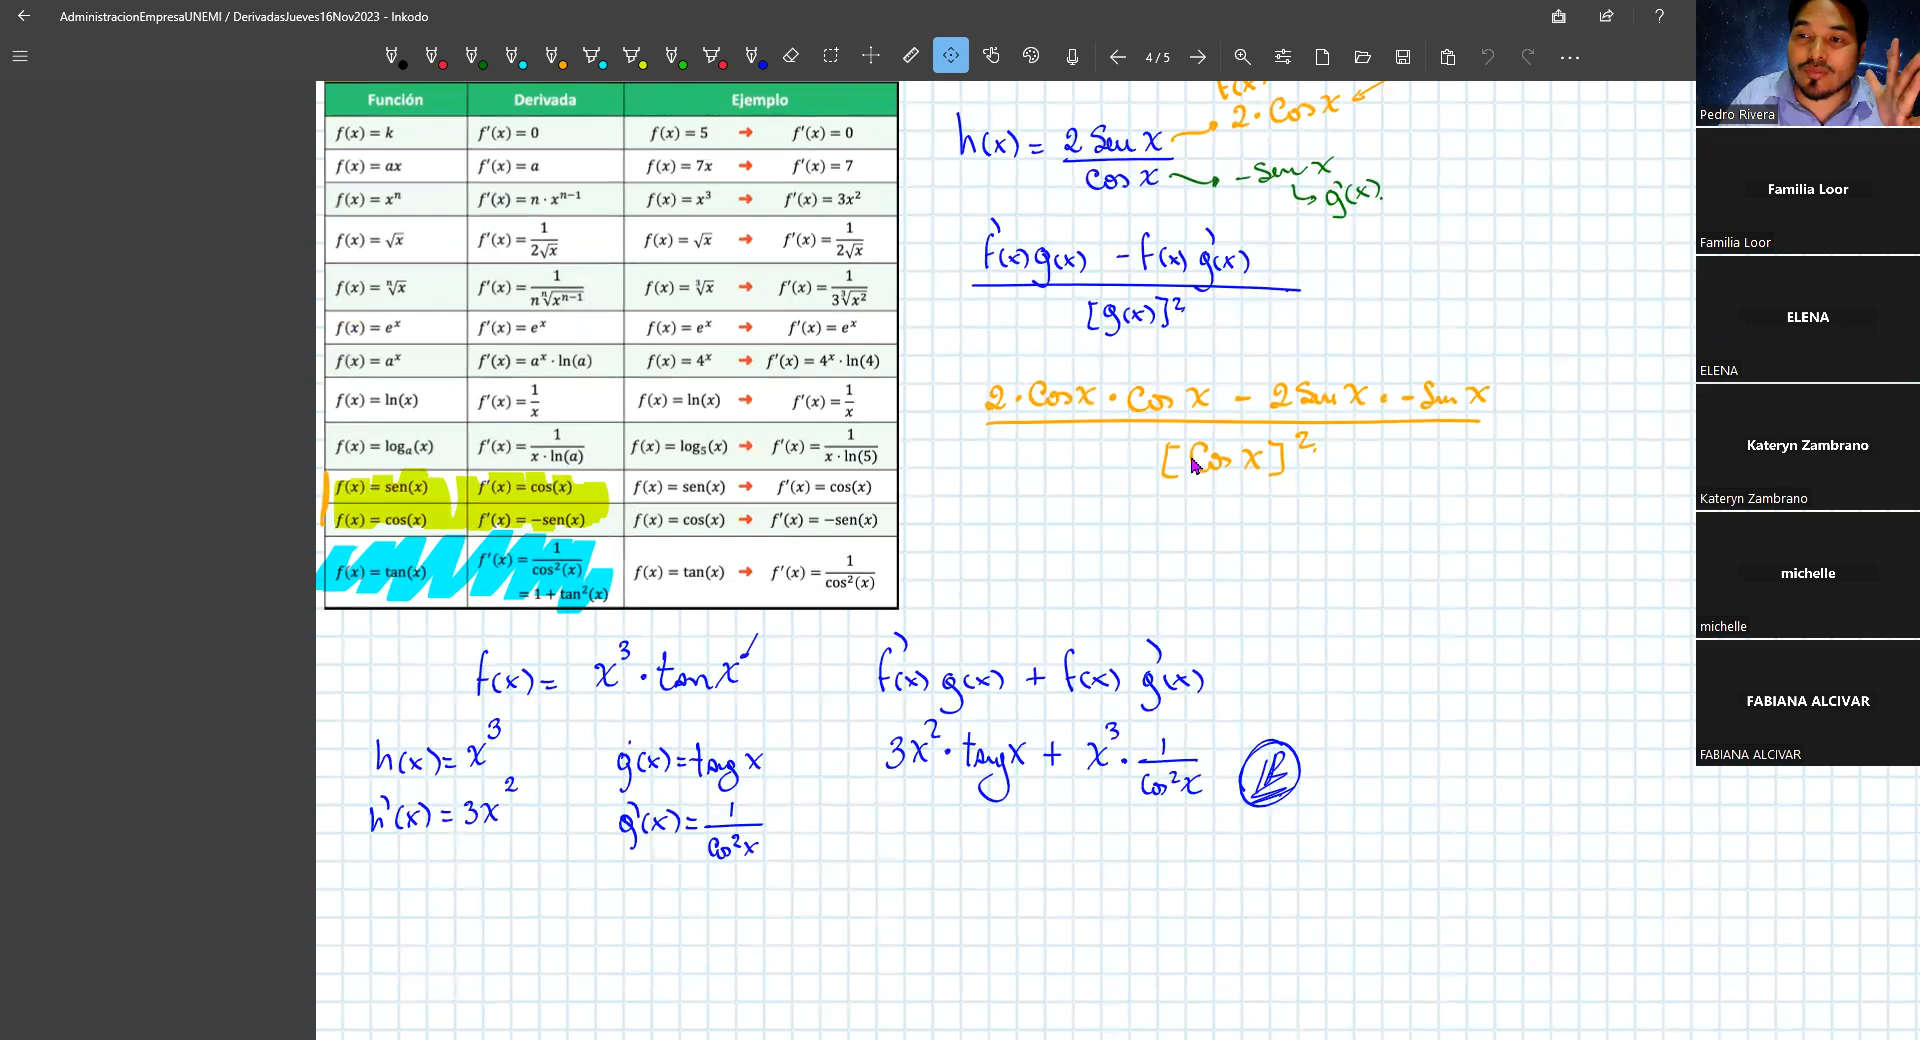 AdministracionEmpresaUNEMI / DerivadasJueves16Nov2023 - Inkodo
4 / 5
Función Derivada Ejemplo
f(x) = k f'(x) = 0 f(x) = 5 → f'(x) = 0
f(x) = ax f'(x) = a f(x) = 7x → f'(x) = 7
f(x) = xⁿ f'(x) = n · xⁿ⁻¹ f(x) = x³ → f'(x) = 3x²
f(x) = √x f'(x) = 1/(2√x) f(x) = √x → f'(x) = 1/(2√x)
f(x) = ⁿ√x f'(x) = 1/(n ⁿ√(xⁿ⁻¹)) f(x) = ³√x → f'(x) = 1/(3 ³√(x²))
f(x) = eˣ f'(x) = eˣ f(x) = eˣ → f'(x) = eˣ
f(x) = aˣ f'(x) = aˣ · ln(a) f(x) = 4ˣ → f'(x) = 4ˣ · ln(4)
f(x) = ln(x) f'(x) = 1/x f(x) = ln(x) → f'(x) = 1/x
f(x) = logₐ(x) f'(x) = 1/(x · ln(a)) f(x) = log₅(x) → f'(x) = 1/(x · ln(5))
f(x) = sen(x) f'(x) = cos(x) f(x) = sen(x) → f'(x) = cos(x)
f(x) = cos(x) f'(x) = −sen(x) f(x) = cos(x) → f'(x) = −sen(x)
f(x) = tan(x) f'(x) = 1/cos²(x) = 1 + tan²(x) f(x) = tan(x) → f'(x) = 1/cos²(x)
2 · Cos x
h(x) = 2 Sen x / Cos x
-Sen x
g'(x)
f'(x) g(x) - f(x) g'(x)
[g(x)]²
2 · Cos x · Cos x - 2 Sen x · - Sen x
[Cos x]²
f(x) = x³ · tan x
h(x) = x³
h'(x) = 3x²
g(x) = tang x
g'(x) = 1/Cos²x
f'(x) g(x) + f(x) g'(x)
3x² · tang x + x³ · 1/Cos²x
Pedro Rivera
Familia Loor
Familia Loor
ELENA
ELENA
Kateryn Zambrano
Kateryn Zambrano
michelle
michelle
FABIANA ALCIVAR
FABIANA ALCIVAR